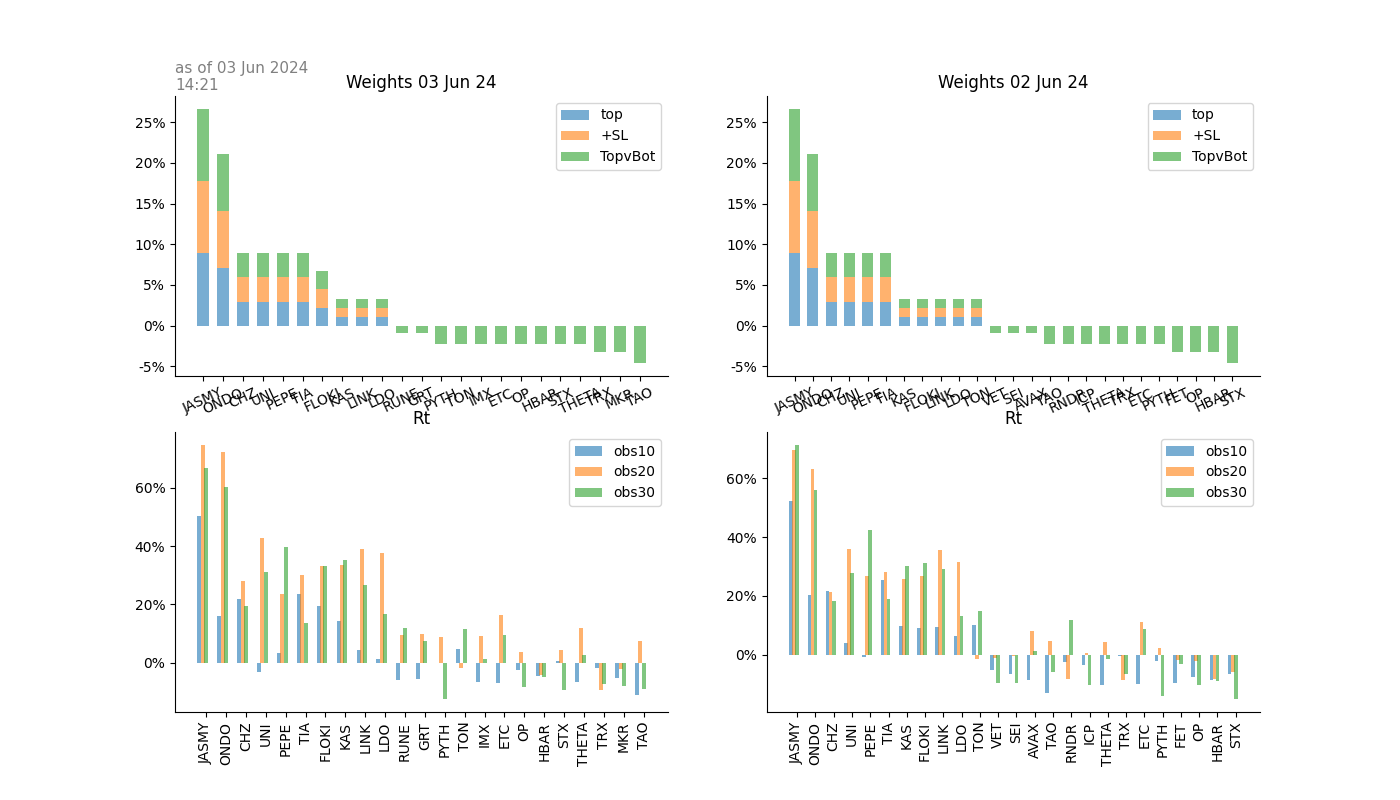 as of 03 Jun 2024
14:21
Weights 03 Jun 24
25%
20%
15%
10%
5%
0%
-5%
top
+SL
TopvBot
JASMY ONDO CHZ UNI PEPE TIA FLOKI KAS LINK LDO RUNE GRT PYTH TON IMX ETC OP HBAR STX THETA TRX MKR TAO
Weights 02 Jun 24
25%
20%
15%
10%
5%
0%
-5%
top
+SL
TopvBot
JASMY ONDO CHZ UNI PEPE TIA KAS FLOKI LINK LDO TON VET SEI AVAX TAO RNDR ICP THETA TRX ETC PYTH FET OP HBAR STX
Rt
60%
40%
20%
0%
obs10
obs20
obs30
JASMY ONDO CHZ UNI PEPE TIA FLOKI KAS LINK LDO RUNE GRT PYTH TON IMX ETC OP HBAR STX THETA TRX MKR TAO
Rt
60%
40%
20%
0%
obs10
obs20
obs30
JASMY ONDO CHZ UNI PEPE TIA KAS FLOKI LINK LDO TON VET SEI AVAX TAO RNDR ICP THETA TRX ETC PYTH FET OP HBAR STX